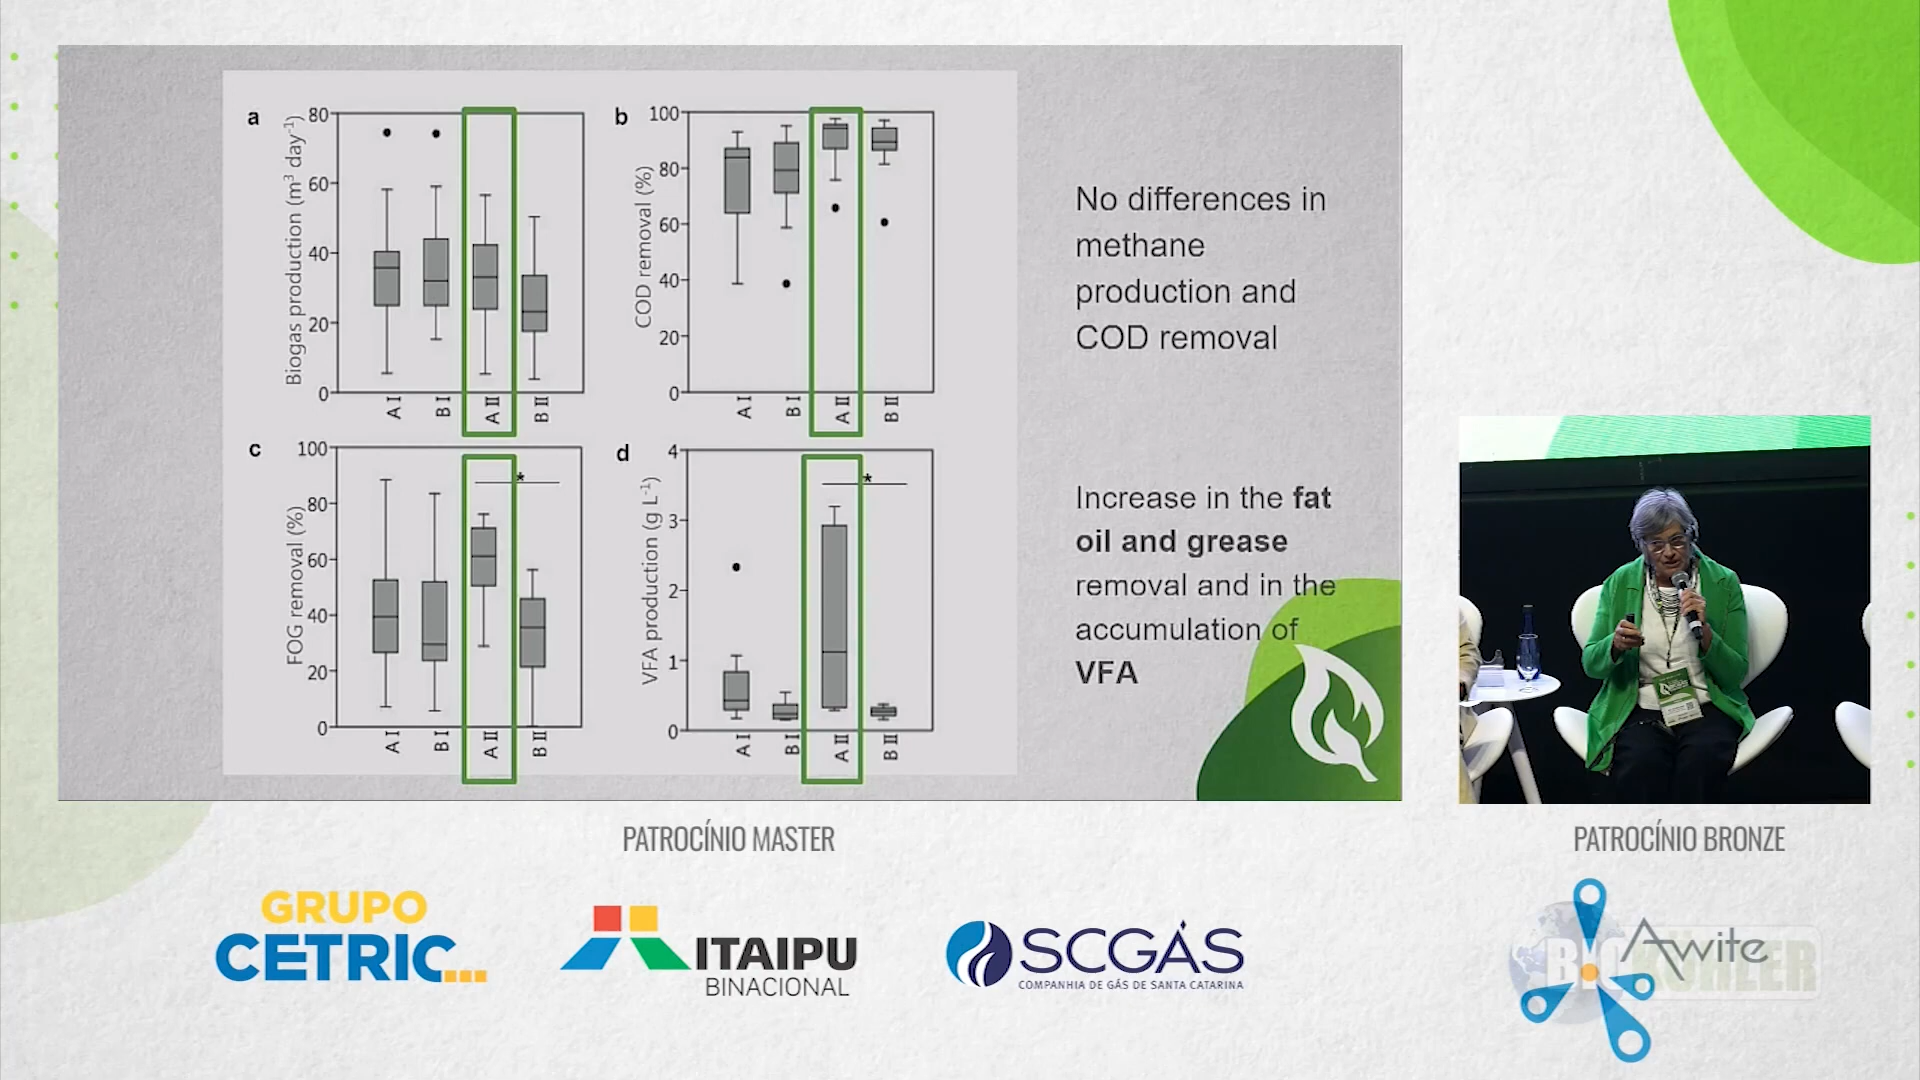 a
Biogas production (m³ day⁻¹)
80
60
40
20
0
A I
B I
A II
B II
b
COD removal (%)
100
80
60
40
20
0
A I
B I
A II
B II
c
FOG removal (%)
100
80
60
40
20
0
*
A I
B I
A II
B II
d
VFA production (g L⁻¹)
4
3
2
1
0
*
A I
B I
A II
B II
No differences in
methane
production and
COD removal
Increase in the fat
oil and grease
removal and in the
accumulation of
VFA
PATROCÍNIO MASTER
PATROCÍNIO BRONZE
GRUPO
CETRIC...
ITAIPU
BINACIONAL
SCGÁS
COMPANHIA DE GÁS DE SANTA CATARINA
Awite
BIOKÖHLER